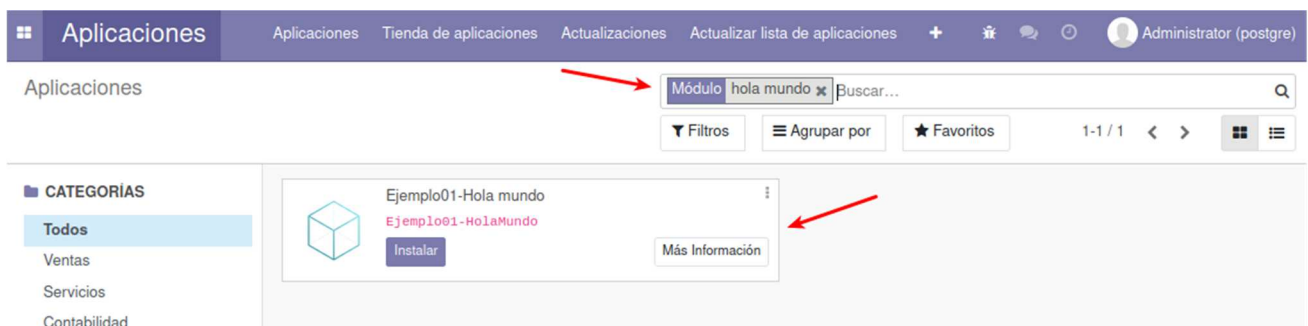 Aplicaciones Aplicaciones Tienda de aplicaciones Actualizaciones Actualizar lista de aplicaciones Administrator (postgre)
Aplicaciones
Módulo hola mundo Buscar...
Filtros Agrupar por Favoritos 1-1 / 1
CATEGORÍAS
Todos
Ventas
Servicios
Contabilidad
Ejemplo01-Hola mundo
Ejemplo01-HolaMundo
Instalar Más Información